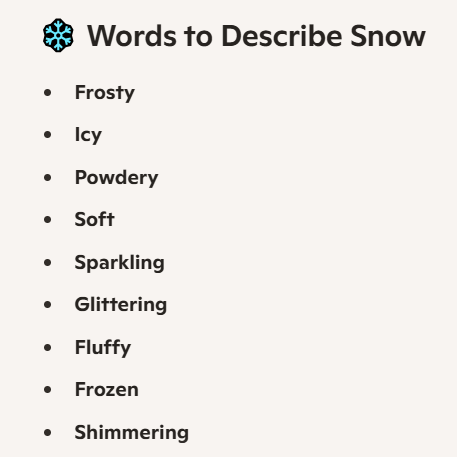 Words to Describe Snow
Frosty
Icy
Powdery
Soft
Sparkling
Glittering
Fluffy
Frozen
Shimmering